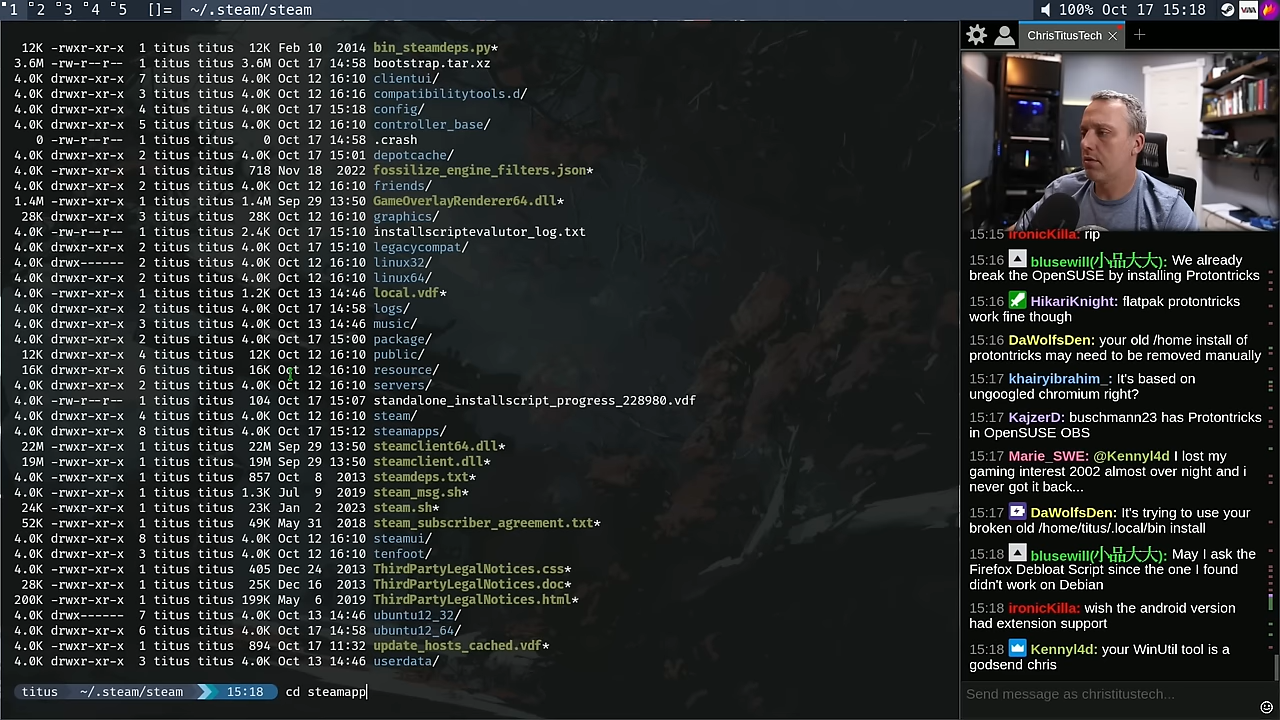 1 2 3 4 5 []= ~/.steam/steam 100% Oct 17 15:18
12K -rwxr-xr-x 1 titus titus 12K Feb 10 2014 bin_steamdeps.py*
3.6M -rw-r--r-- 1 titus titus 3.6M Oct 17 14:58 bootstrap.tar.xz
4.0K drwxr-xr-x 7 titus titus 4.0K Oct 12 16:10 clientui/
4.0K drwxr-xr-x 3 titus titus 4.0K Oct 12 16:16 compatibilitytools.d/
4.0K drwxr-xr-x 4 titus titus 4.0K Oct 17 15:18 config/
4.0K drwxr-xr-x 5 titus titus 4.0K Oct 12 16:10 controller_base/
0 -rw-r--r-- 1 titus titus 0 Oct 17 14:58 .crash
4.0K drwxr-xr-x 2 titus titus 4.0K Oct 17 15:01 depotcache/
4.0K -rwxr-xr-x 1 titus titus 718 Nov 18 2022 fossilize_engine_filters.json*
4.0K drwxr-xr-x 2 titus titus 4.0K Oct 12 16:10 friends/
1.4M -rwxr-xr-x 1 titus titus 1.4M Sep 29 13:50 GameOverlayRenderer64.dll*
28K drwxr-xr-x 3 titus titus 28K Oct 12 16:10 graphics/
4.0K -rw-r--r-- 1 titus titus 2.4K Oct 17 15:10 installscriptevalutor_log.txt
4.0K drwxr-xr-x 2 titus titus 4.0K Oct 17 15:10 legacycompat/
4.0K drwx------ 2 titus titus 4.0K Oct 12 16:10 linux32/
4.0K drwxr-xr-x 2 titus titus 4.0K Oct 12 16:10 linux64/
4.0K -rwxr-xr-x 1 titus titus 1.2K Oct 13 14:46 local.vdf*
4.0K drwxr-xr-x 2 titus titus 4.0K Oct 17 14:58 logs/
4.0K drwxr-xr-x 3 titus titus 4.0K Oct 13 14:46 music/
4.0K drwxr-xr-x 2 titus titus 4.0K Oct 17 15:00 package/
12K drwxr-xr-x 4 titus titus 12K Oct 12 16:10 public/
16K drwxr-xr-x 6 titus titus 16K Oct 12 16:10 resource/
4.0K drwxr-xr-x 2 titus titus 4.0K Oct 12 16:10 servers/
4.0K -rw-r--r-- 1 titus titus 104 Oct 17 15:07 standalone_installscript_progress_228980.vdf
4.0K drwxr-xr-x 4 titus titus 4.0K Oct 12 16:10 steam/
4.0K drwxr-xr-x 8 titus titus 4.0K Oct 17 15:12 steamapps/
22M -rwxr-xr-x 1 titus titus 22M Sep 29 13:50 steamclient64.dll*
19M -rwxr-xr-x 1 titus titus 19M Sep 29 13:50 steamclient.dll*
4.0K -rwxr-xr-x 1 titus titus 857 Oct 8 2013 steamdeps.txt*
4.0K -rwxr-xr-x 1 titus titus 1.3K Jul 9 2019 steam_msg.sh*
24K -rwxr-xr-x 1 titus titus 23K Jan 2 2023 steam.sh*
52K -rwxr-xr-x 1 titus titus 49K May 31 2018 steam_subscriber_agreement.txt*
4.0K drwxr-xr-x 8 titus titus 4.0K Oct 12 16:10 steamui/
4.0K drwxr-xr-x 3 titus titus 4.0K Oct 12 16:10 tenfoot/
4.0K -rwxr-xr-x 1 titus titus 405 Dec 24 2013 ThirdPartyLegalNotices.css*
28K -rwxr-xr-x 1 titus titus 25K Dec 16 2013 ThirdPartyLegalNotices.doc*
200K -rwxr-xr-x 1 titus titus 199K May 6 2019 ThirdPartyLegalNotices.html*
4.0K drwx------ 7 titus titus 4.0K Oct 13 14:46 ubuntu12_32/
4.0K drwxr-xr-x 6 titus titus 4.0K Oct 17 14:58 ubuntu12_64/
4.0K -rwxr-xr-x 1 titus titus 894 Oct 17 11:32 update_hosts_cached.vdf*
4.0K drwxr-xr-x 3 titus titus 4.0K Oct 13 14:46 userdata/
titus ~/.steam/steam 15:18 cd steamapp
ChrisTitusTech
15:15 IronicKilla: rip
15:16 blusewill(小品大大): We already
break the OpenSUSE by installing Protontricks
15:16 HikariKnight: flatpak protontricks
work fine though
15:16 DaWolfsDen: your old /home install of
protontricks may need to be removed manually
15:17 khairyibrahim_: It's based on
ungoogled chromium right?
15:17 KajzerD: buschmann23 has Protontricks
in OpenSUSE OBS
15:17 Marie_SWE: @Kennyl4d I lost my
gaming interest 2002 almost over night and i
never got it back...
15:17 DaWolfsDen: It's trying to use your
broken old /home/titus/.local/bin install
15:18 blusewill(小品大大): May I ask the
Firefox Debloat Script since the one I found
didn't work on Debian
15:18 ironicKilla: wish the android version
had extension support
15:18 Kennyl4d: your WinUtil tool is a
godsend chris
Send message as christitustech...